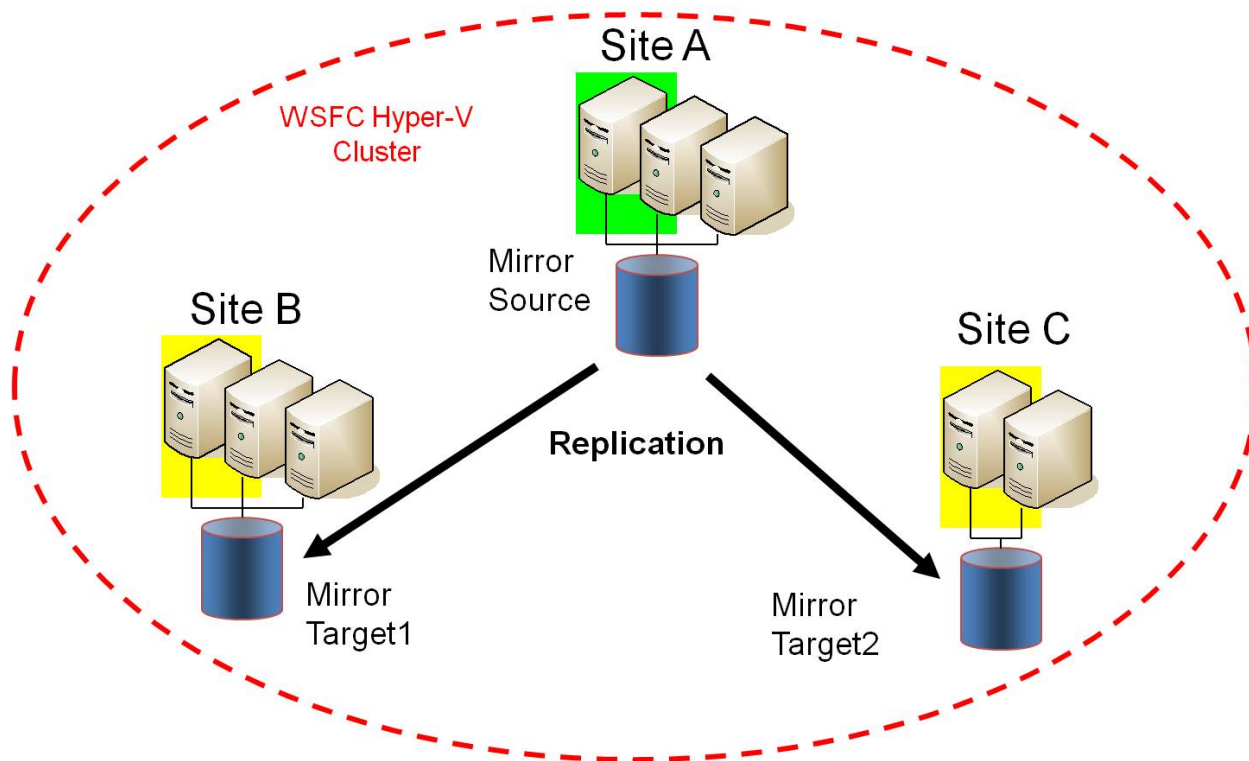 Site A
WSFC Hyper-V
Cluster
Mirror
Source
Site B
Site C
Replication
Mirror
Target1
Mirror
Target2